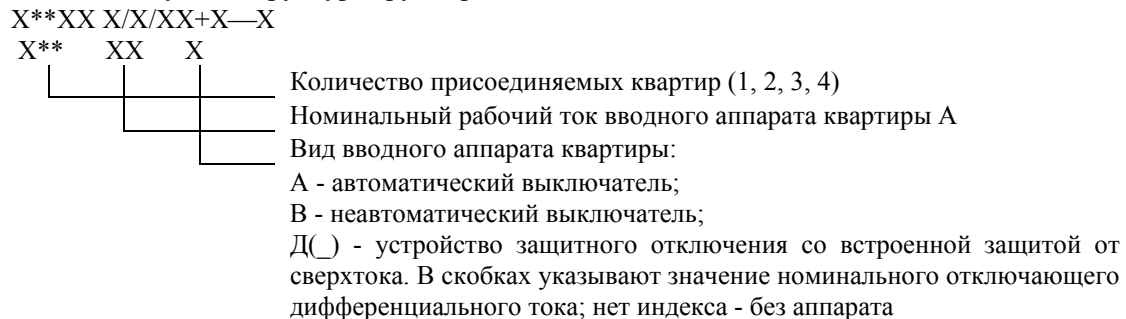 X**XX X/X/XX+X—X
X** XX X
Количество присоединяемых квартир (1, 2, 3, 4)
Номинальный рабочий ток вводного аппарата квартиры А
Вид вводного аппарата квартиры:
А - автоматический выключатель;
В - неавтоматический выключатель;
Д(_) - устройство защитного отключения со встроенной защитой от
сверхтока. В скобках указывают значение номинального отключающего
дифференциального тока; нет индекса - без аппарата